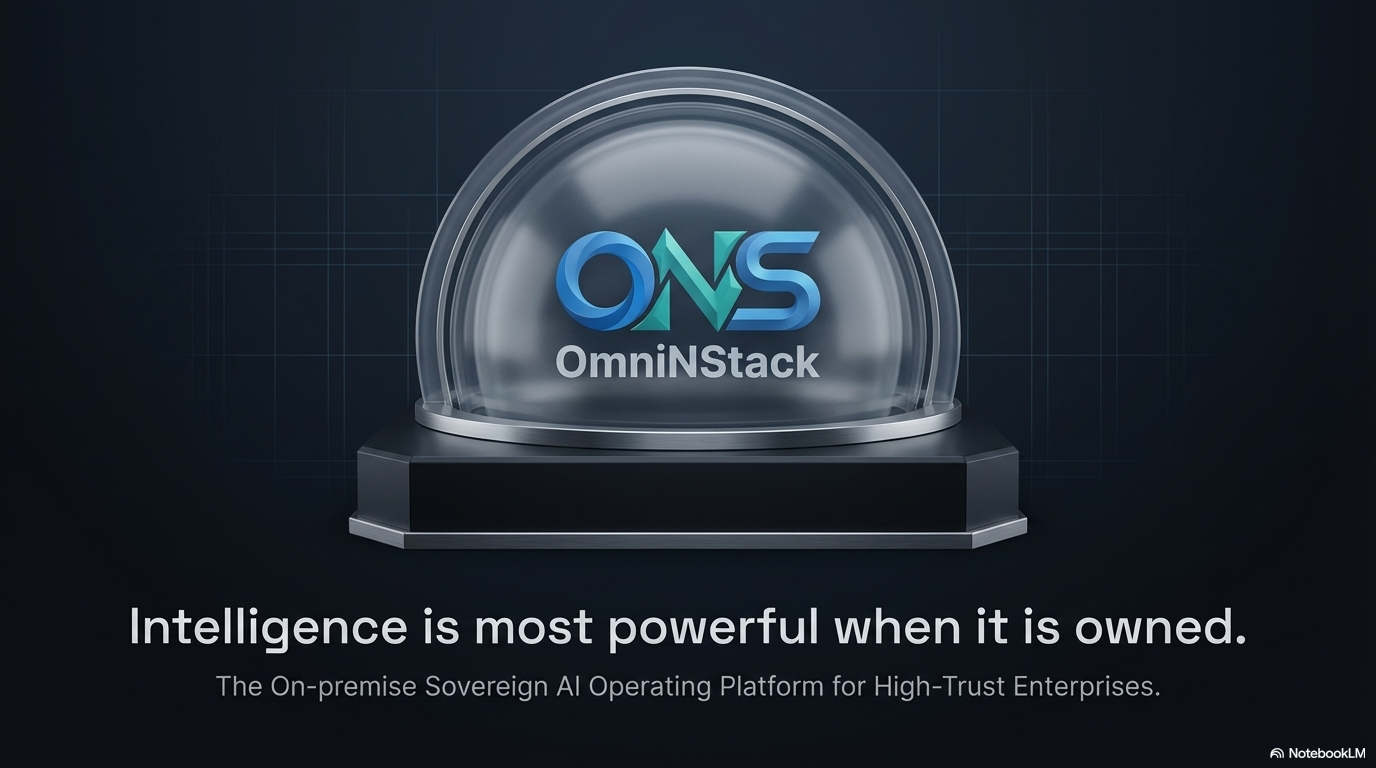 ONS
OmniNStack
Intelligence is most powerful when it is owned.
The On-premise Sovereign AI Operating Platform for High-Trust Enterprises.
NotebookLM